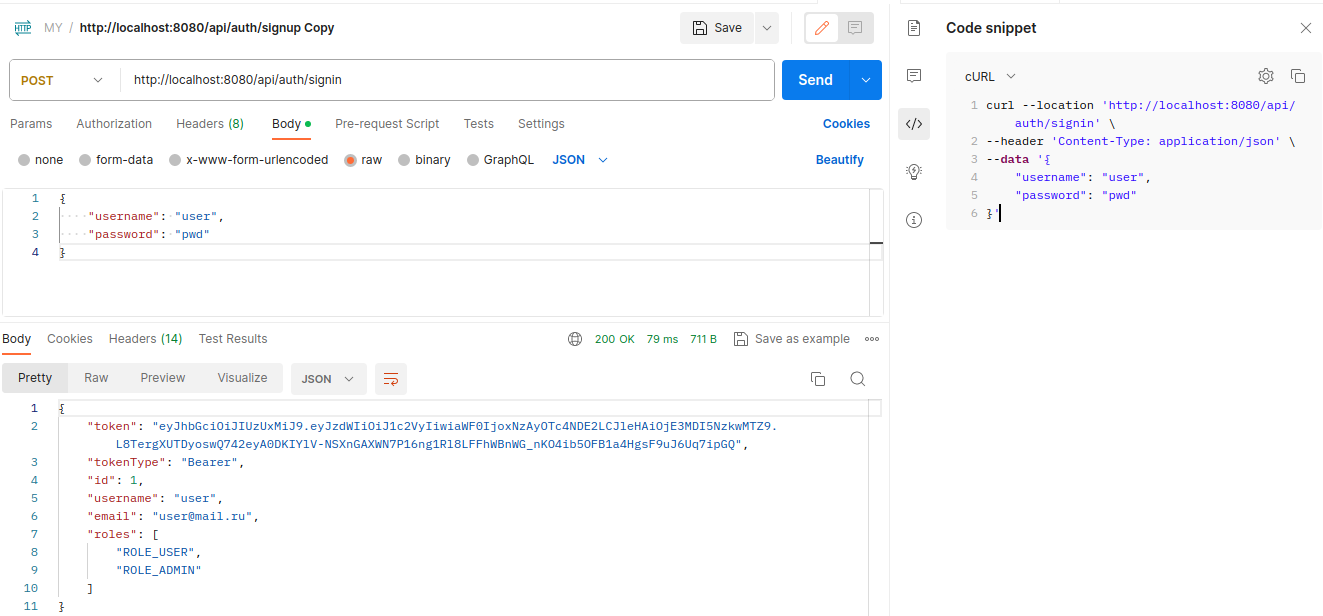 HTTP MY / http://localhost:8080/api/auth/signup Copy
Save
POST
http://localhost:8080/api/auth/signin
Send
Params Authorization Headers (8) Body Pre-request Script Tests Settings Cookies
none form-data x-www-form-urlencoded raw binary GraphQL JSON Beautify
1 {
2 ····"username":·"user",
3 ····"password":·"pwd"
4 }
Body Cookies Headers (14) Test Results 200 OK 79 ms 711 B Save as example
Pretty Raw Preview Visualize JSON
1 {
2 "token": "eyJhbGciOiJIUzUxMiJ9.eyJzdWIiOiJ1c2VyIiwiaWF0IjoxNzAyOTc4NDE2LCJleHAiOjE3MDI5NzkwMTZ9.
L8TergXUTDyoswQ742eyA0DKIYlV-NSXnGAXWN7P16ng1Rl8LFFhWBnWG_nKO4ib5OFB1a4HgsF9uJ6Uq7ipGQ",
3 "tokenType": "Bearer",
4 "id": 1,
5 "username": "user",
6 "email": "user@mail.ru",
7 "roles": [
8 "ROLE_USER",
9 "ROLE_ADMIN"
10 ]
11 }
Code snippet
cURL
1 curl --location 'http://localhost:8080/api/
auth/signin' \
2 --header 'Content-Type: application/json' \
3 --data '{
4 "username": "user",
5 "password": "pwd"
6 }'